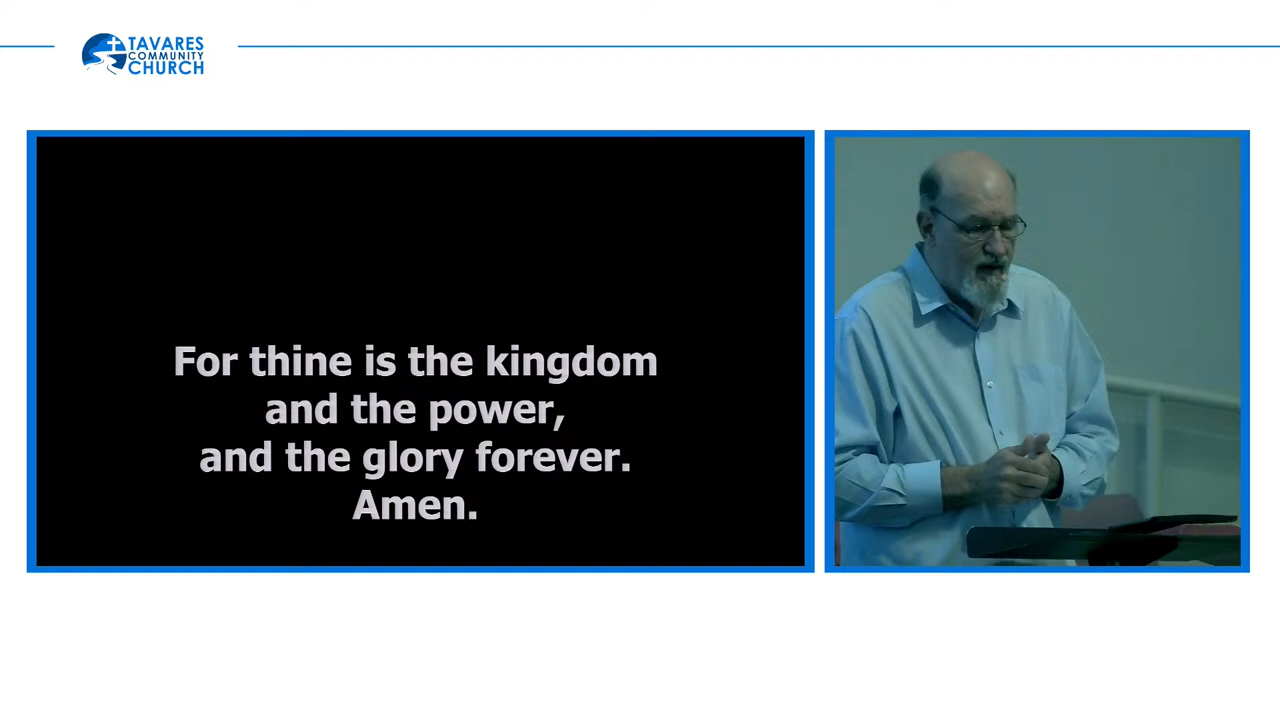 TAVARES
COMMUNITY
CHURCH
For thine is the kingdom
and the power,
and the glory forever.
Amen.